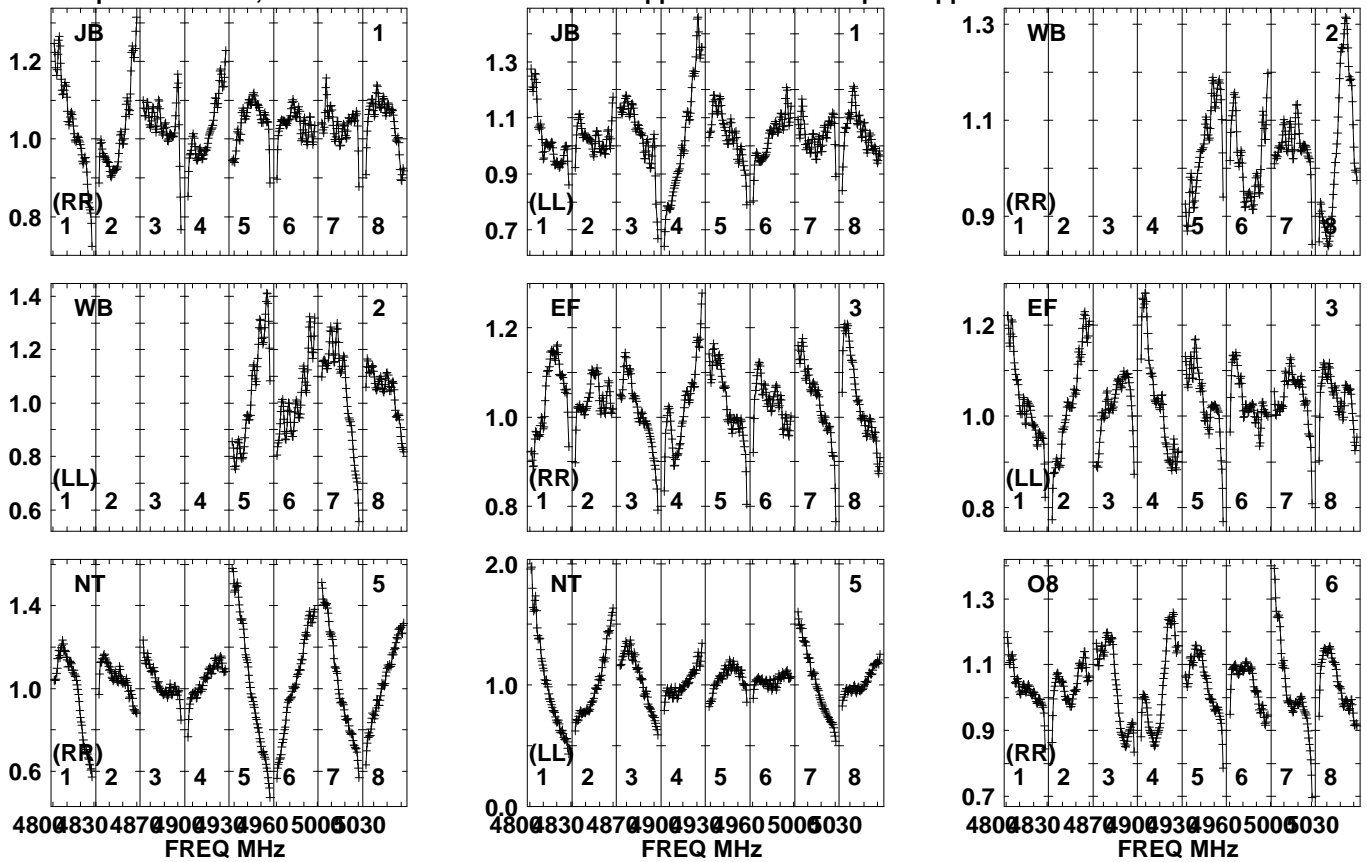 JB 1
1.2
1.0
0.8
(RR)
1 2 3 4 5 6 7 8
JB 1
1.3
1.1
0.9
0.7
(LL)
1 2 3 4 5 6 7 8
WB 2
1.3
1.1
0.9
(RR)
1 2 3 4 5 6 7 8
WB 2
1.4
1.2
1.0
0.8
0.6
(LL)
1 2 3 4 5 6 7 8
EF 3
1.2
1.0
0.8
(RR)
1 2 3 4 5 6 7 8
EF 3
1.2
1.0
0.8
(LL)
1 2 3 4 5 6 7 8
NT 5
1.4
1.0
0.6
(RR)
1 2 3 4 5 6 7 8
4800 4830 4870 4900 4930 4960 5000 5030
FREQ MHz
NT 5
2.0
1.0
0.0
(LL)
1 2 3 4 5 6 7 8
4800 4830 4870 4900 4930 4960 5000 5030
FREQ MHz
O8 6
1.3
1.1
0.9
0.7
(RR)
1 2 3 4 5 6 7 8
4800 4830 4870 4900 4930 4960 5000 5030
FREQ MHz